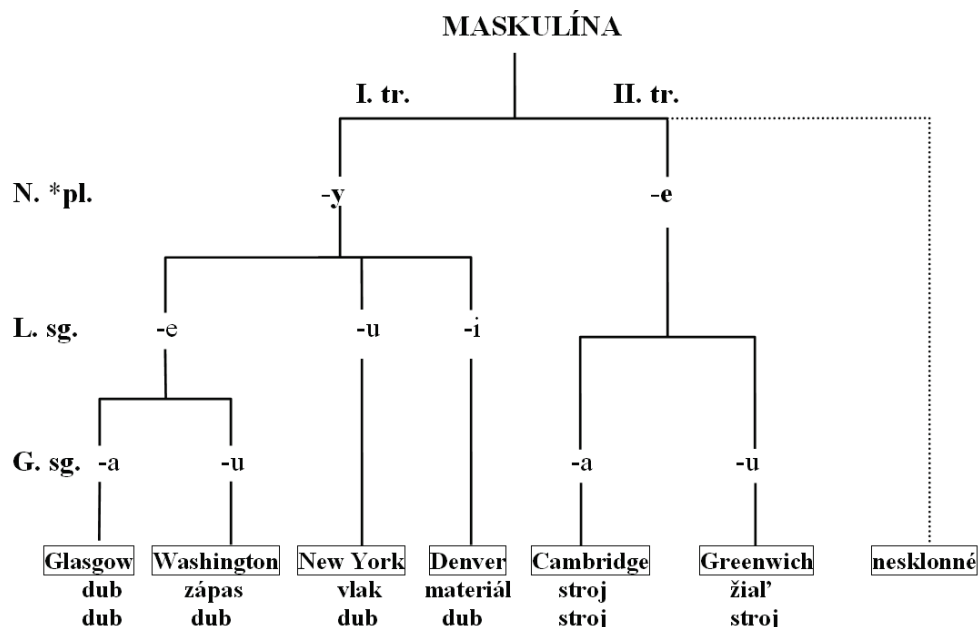 MASKULÍNA
I. tr. II. tr.
N. *pl. -y -e
L. sg. -e -u -i
G. sg. -a -u -a -u
Glasgow Washington New York Denver Cambridge Greenwich nesklonné
dub zápas vlak materiál stroj žiaľ
dub dub dub dub stroj stroj